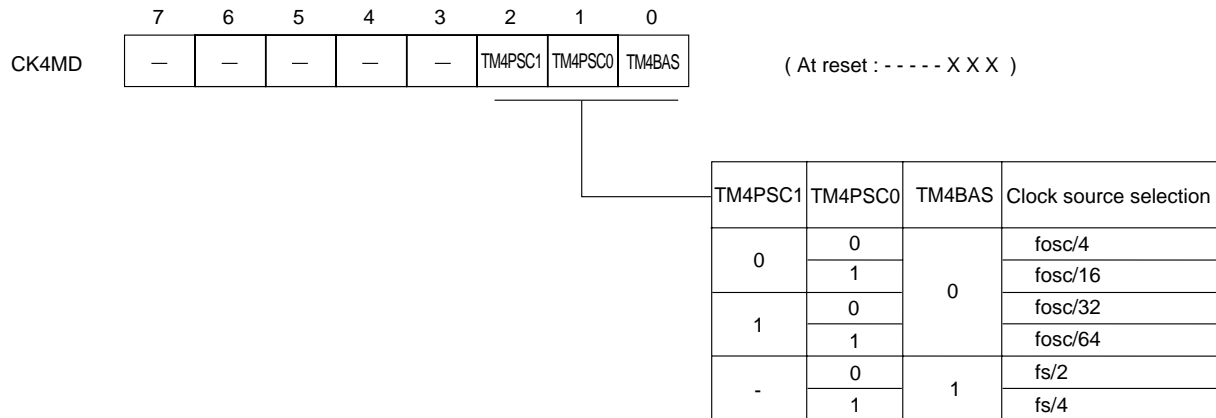 7 6 5 4 3 2 1 0
CK4MD — — — — — TM4PSC1 TM4PSC0 TM4BAS ( At reset : - - - - - X X X )
TM4PSC1 TM4PSC0 TM4BAS Clock source selection
0 0 0 fosc/4
1 fosc/16
1 0 fosc/32
1 fosc/64
- 0 1 fs/2
1 fs/4